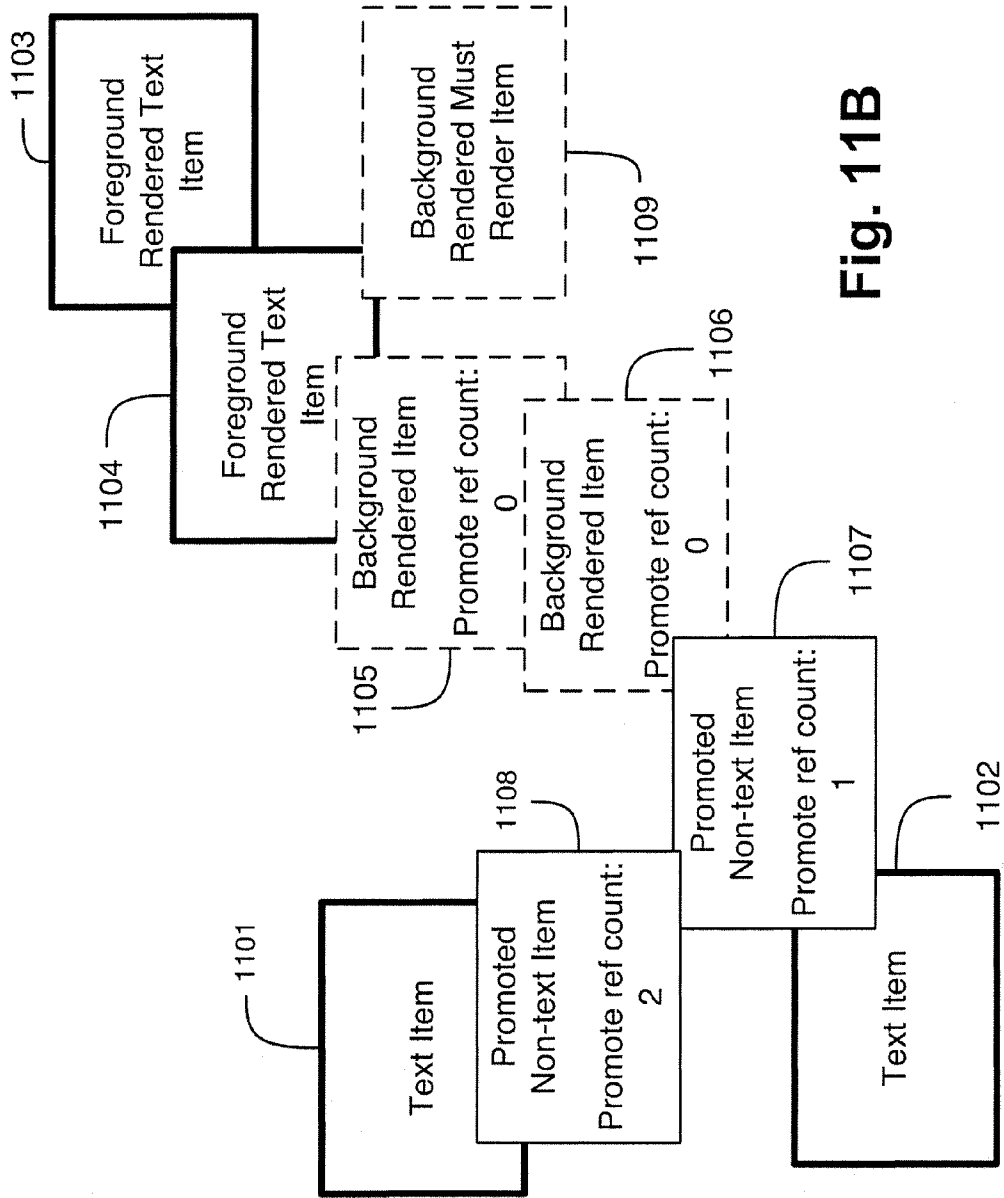 1101
Text Item
1108
Promoted
Non-text Item
Promote ref count:
2
Text Item
1102
Promoted
Non-text Item
Promote ref count:
1
1107
1105
Background
Rendered Item
Promote ref count:
0
Background
Rendered Item
Promote ref count:
0
1106
1104
Foreground
Rendered Text
Item
1103
Foreground
Rendered Text
Item
Background
Rendered Must
Render Item
1109
Fig. 11B